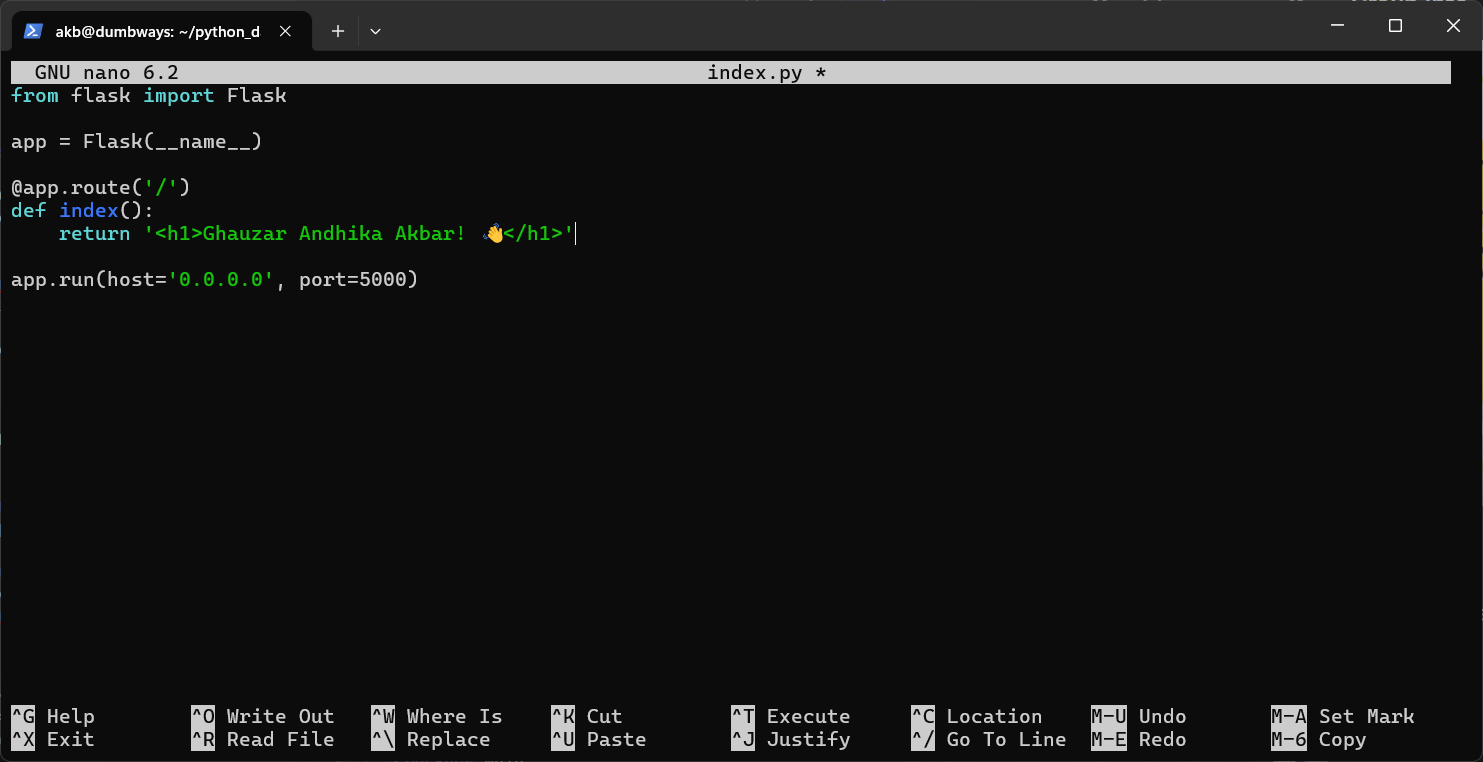 akb@dumbways: ~/python_d
GNU nano 6.2 index.py *
from flask import Flask
app = Flask(__name__)
@app.route('/')
def index():
    return '<h1>Ghauzar Andhika Akbar! 👋</h1>'
app.run(host='0.0.0.0', port=5000)
^G Help ^O Write Out ^W Where Is ^K Cut ^T Execute ^C Location M-U Undo M-A Set Mark
^X Exit ^R Read File ^\ Replace ^U Paste ^J Justify ^/ Go To Line M-E Redo M-6 Copy